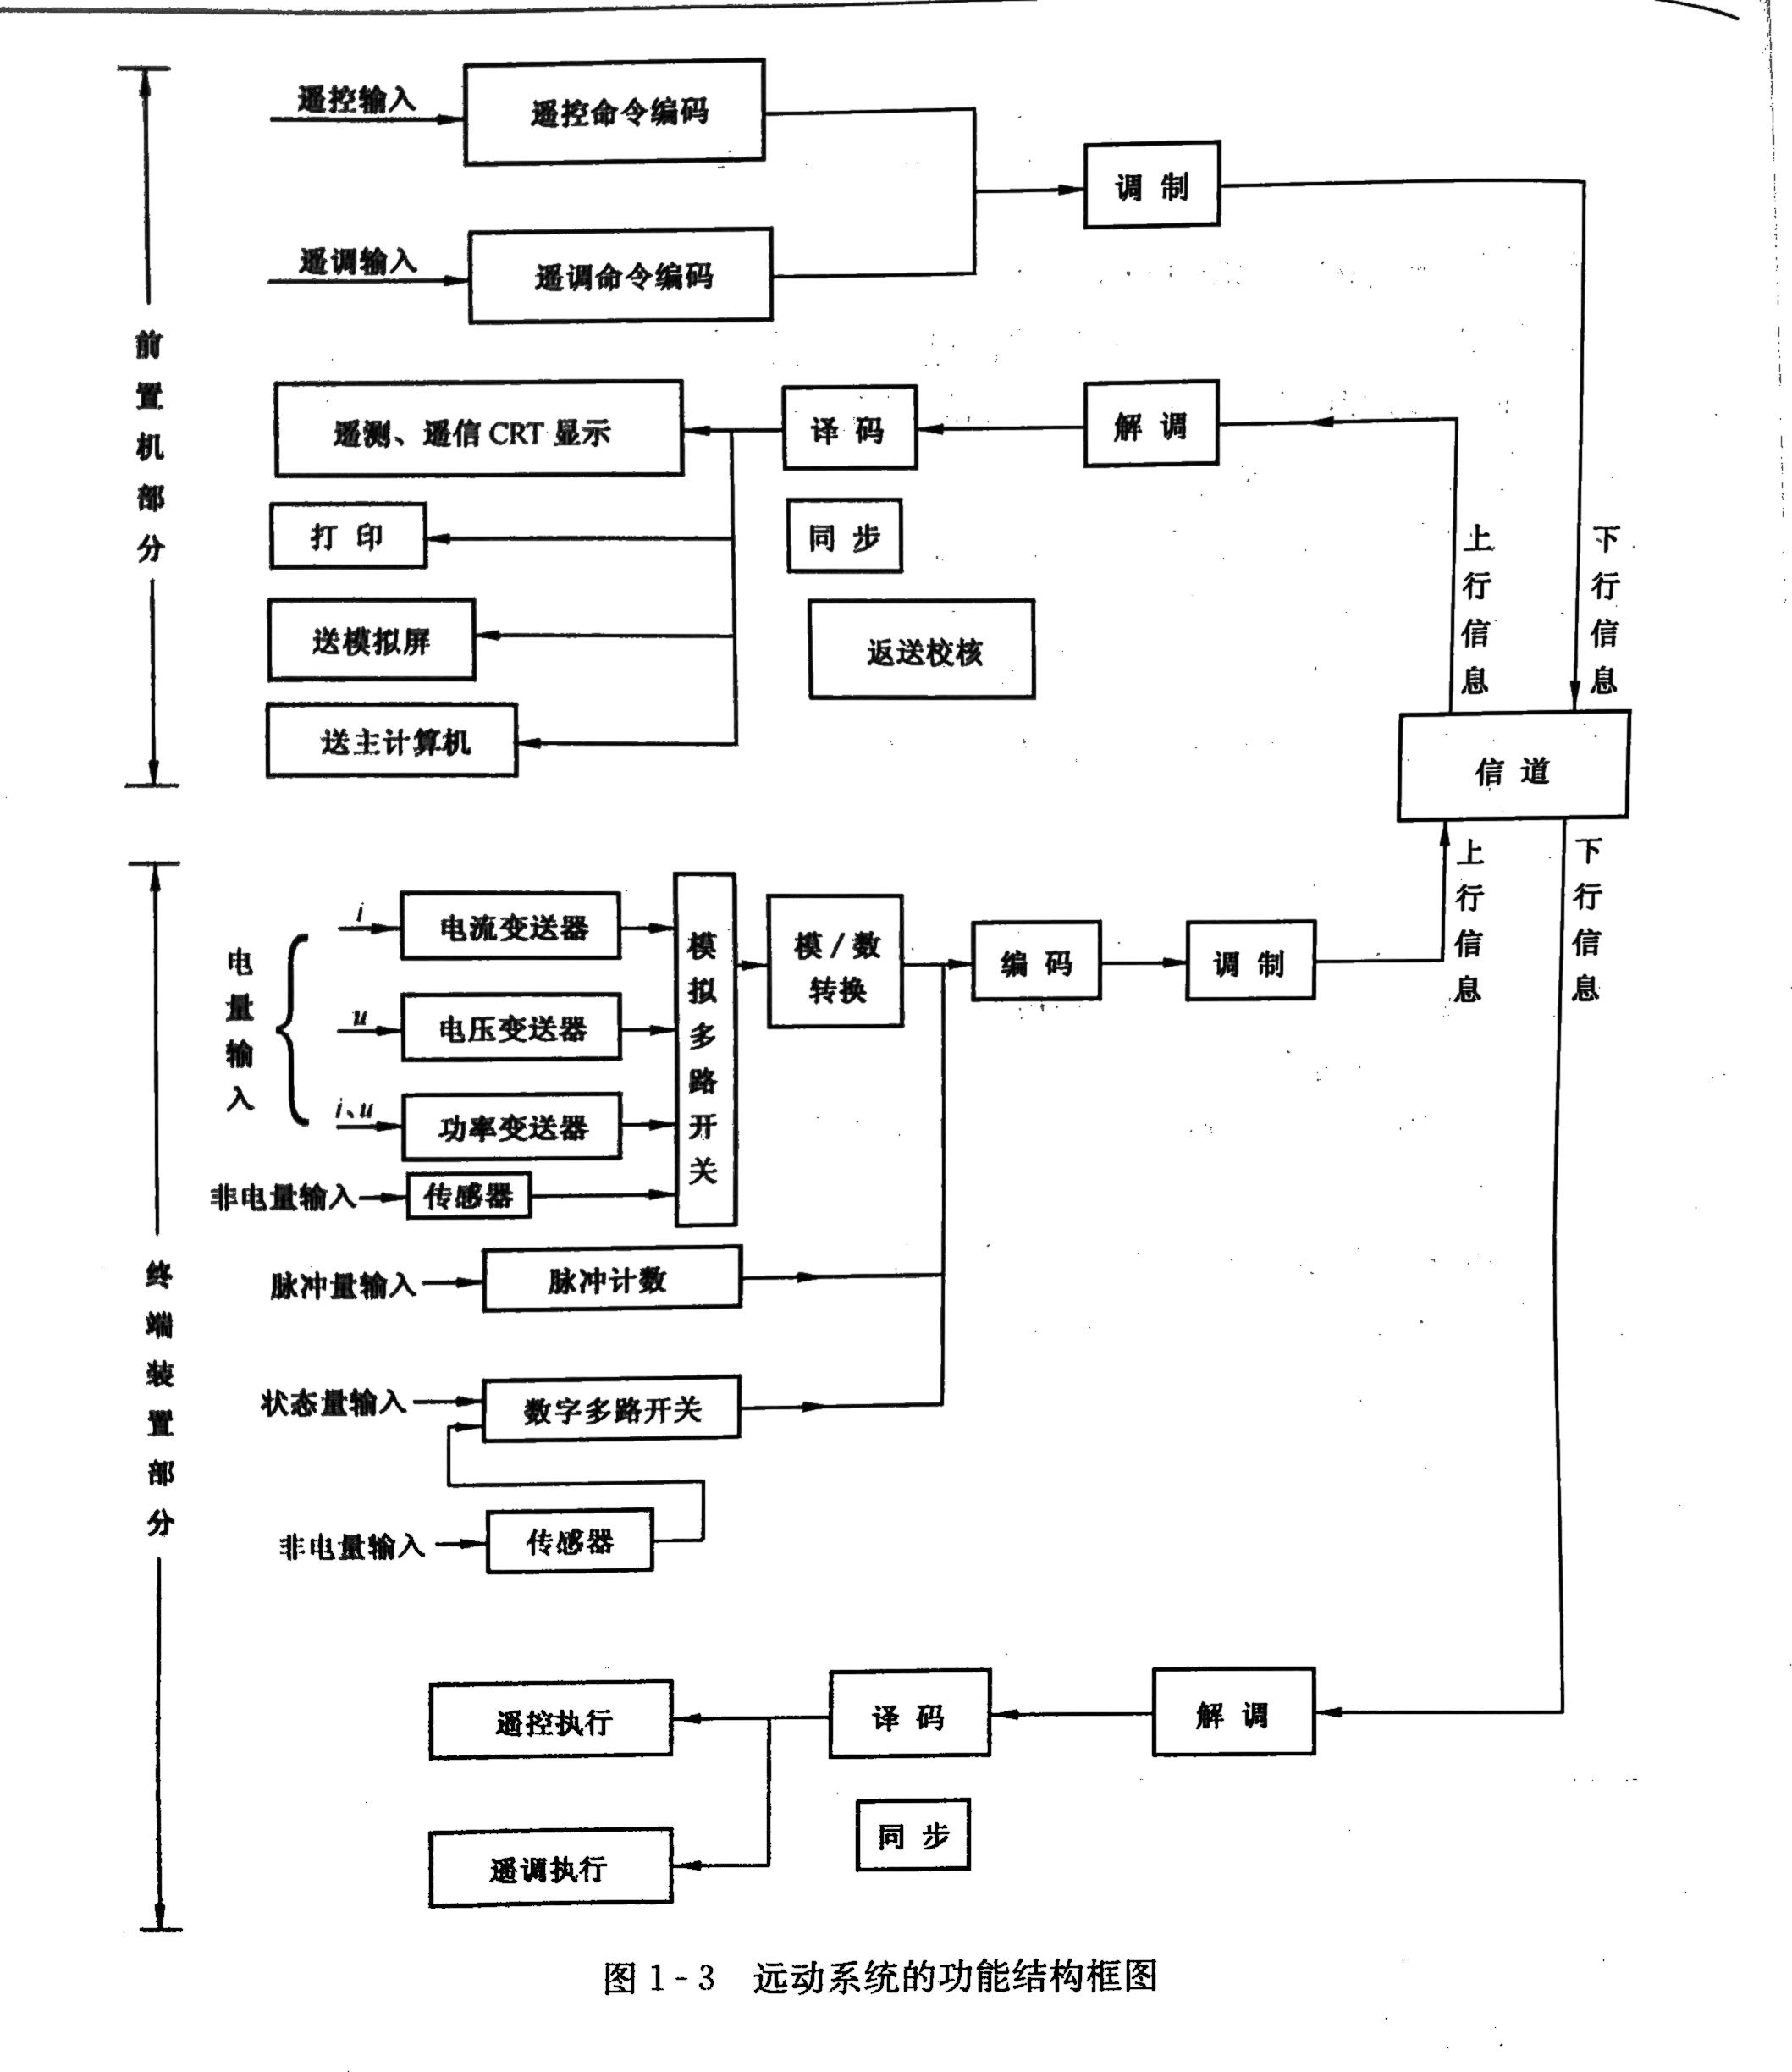 遥控输入
遥控命令编码
调制
遥调输入
遥调命令编码
前置机部分
遥测、遥信CRT显示
译码
解调
打印
同步
上行信息
下行信息
送模拟屏
返送校核
送主计算机
信道
上行信息
下行信息
电量输入
i
电流变送器
u
电压变送器
i、u
功率变送器
非电量输入
传感器
模拟多路开关
模/数
转换
编码
调制
终端装置部分
脉冲量输入
脉冲计数
状态量输入
数字多路开关
非电量输入
传感器
遥控执行
译码
解调
同步
遥调执行
图1-3 远动系统的功能结构框图